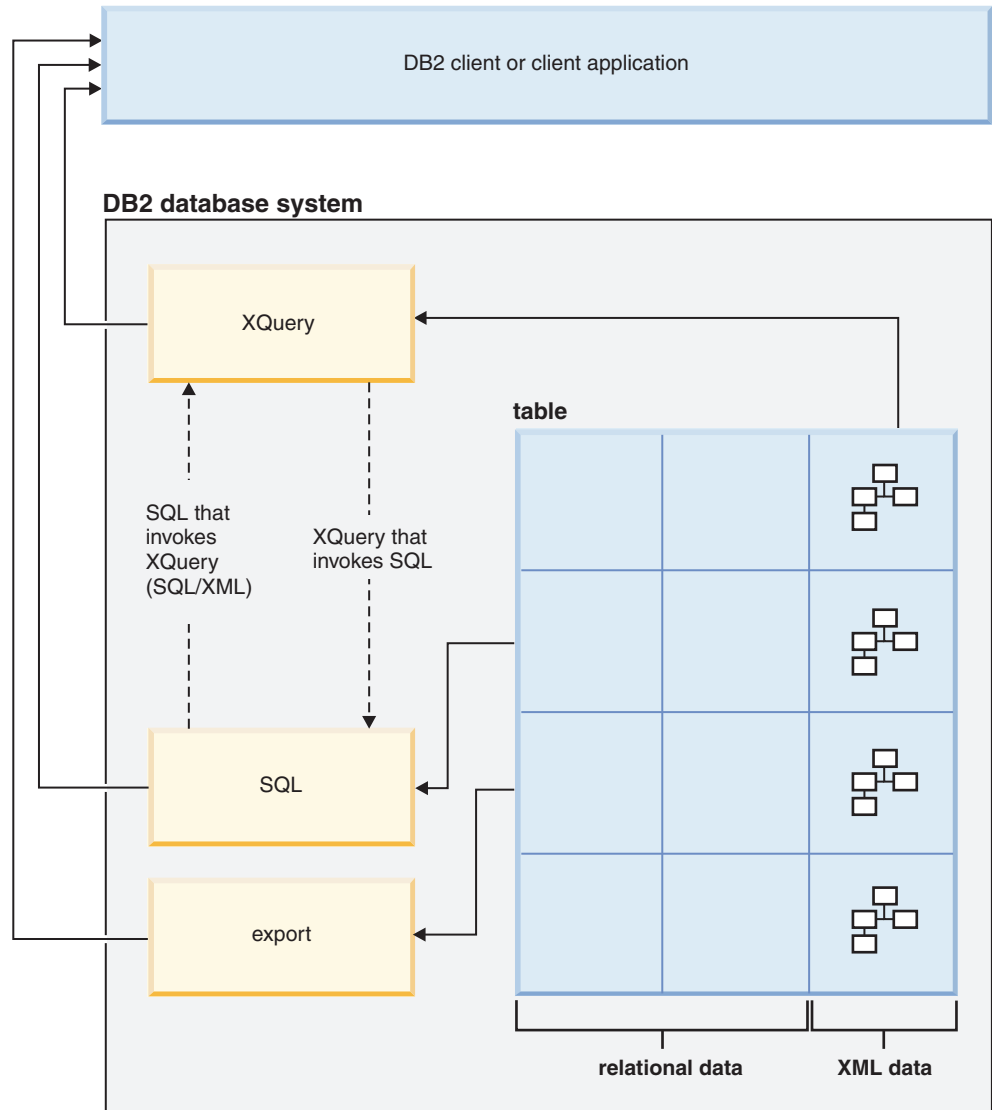 DB2 client or client application
DB2 database system
XQuery
table
SQL that
invokes
XQuery
(SQL/XML)
XQuery that
invokes SQL
SQL
export
relational data
XML data